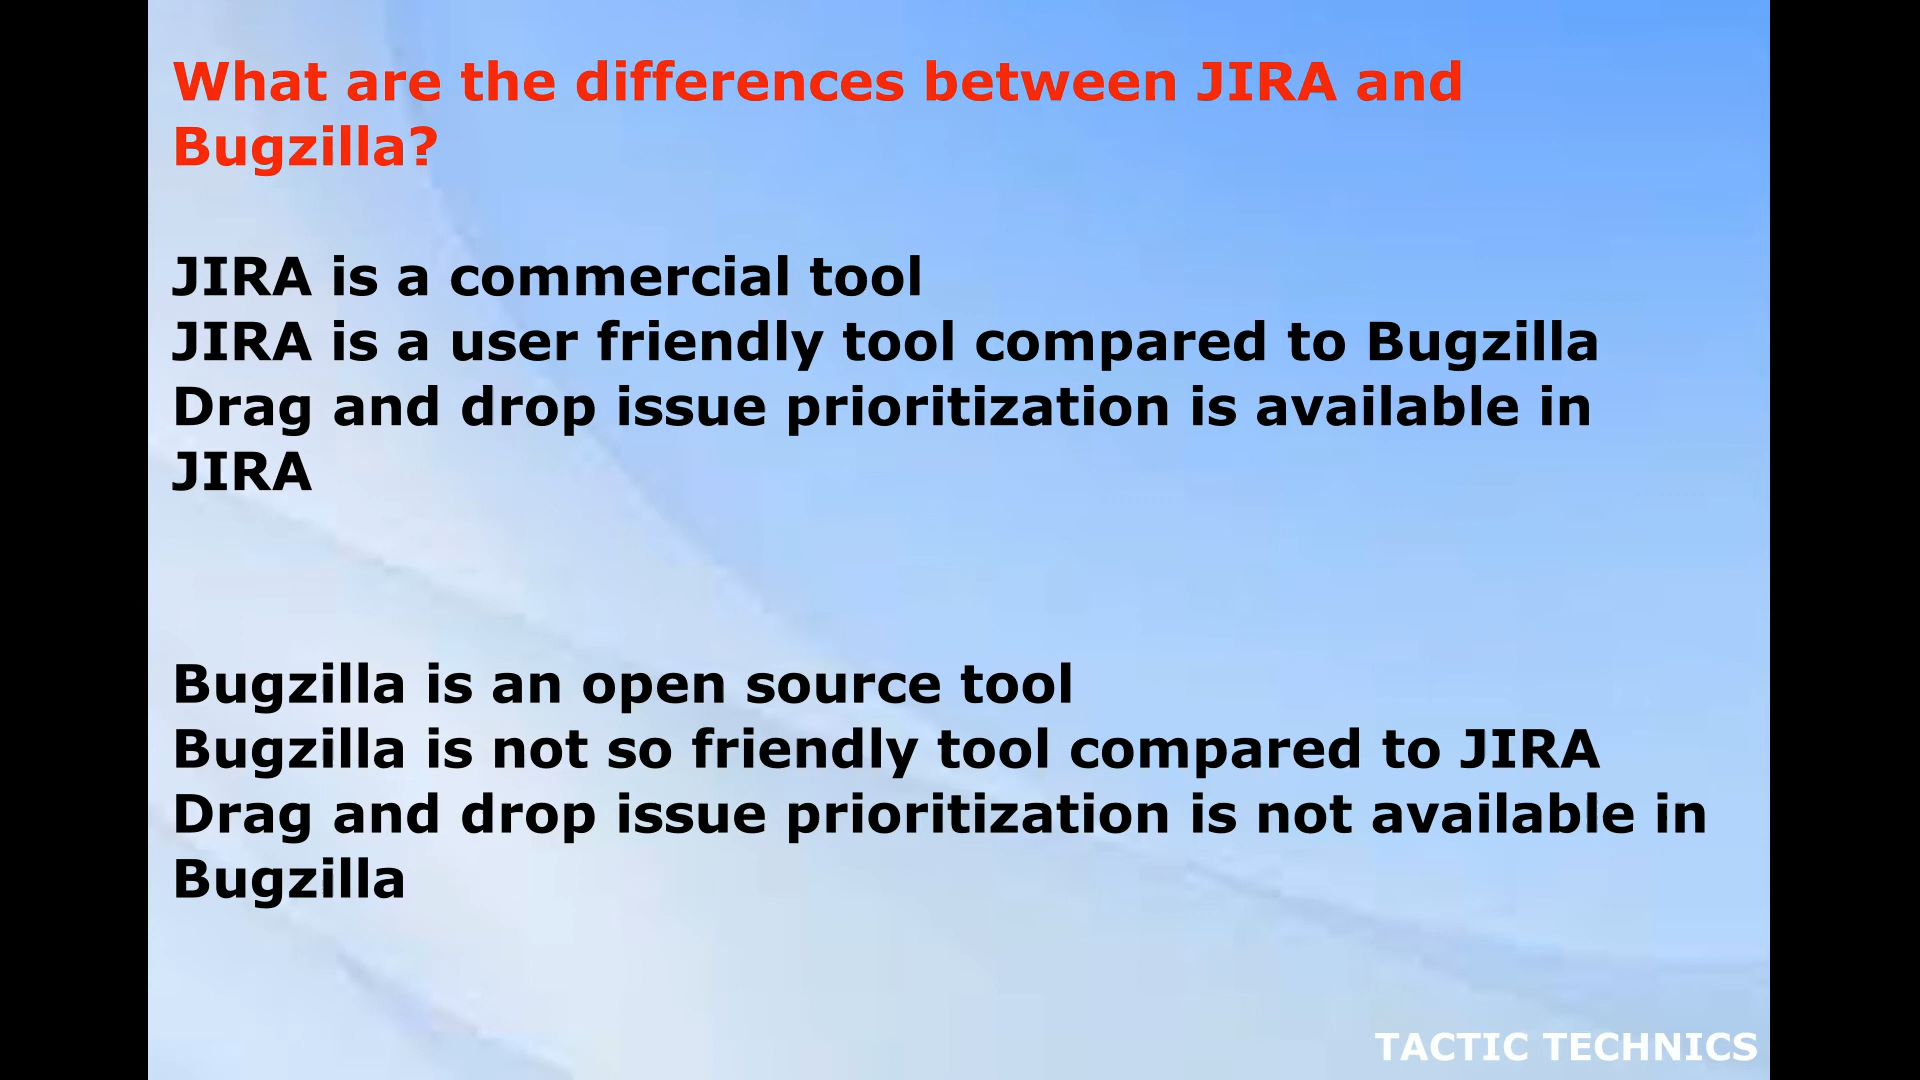 What are the differences between JIRA and
Bugzilla?
JIRA is a commercial tool
JIRA is a user friendly tool compared to Bugzilla
Drag and drop issue prioritization is available in
JIRA
Bugzilla is an open source tool
Bugzilla is not so friendly tool compared to JIRA
Drag and drop issue prioritization is not available in
Bugzilla
TACTIC TECHNICS